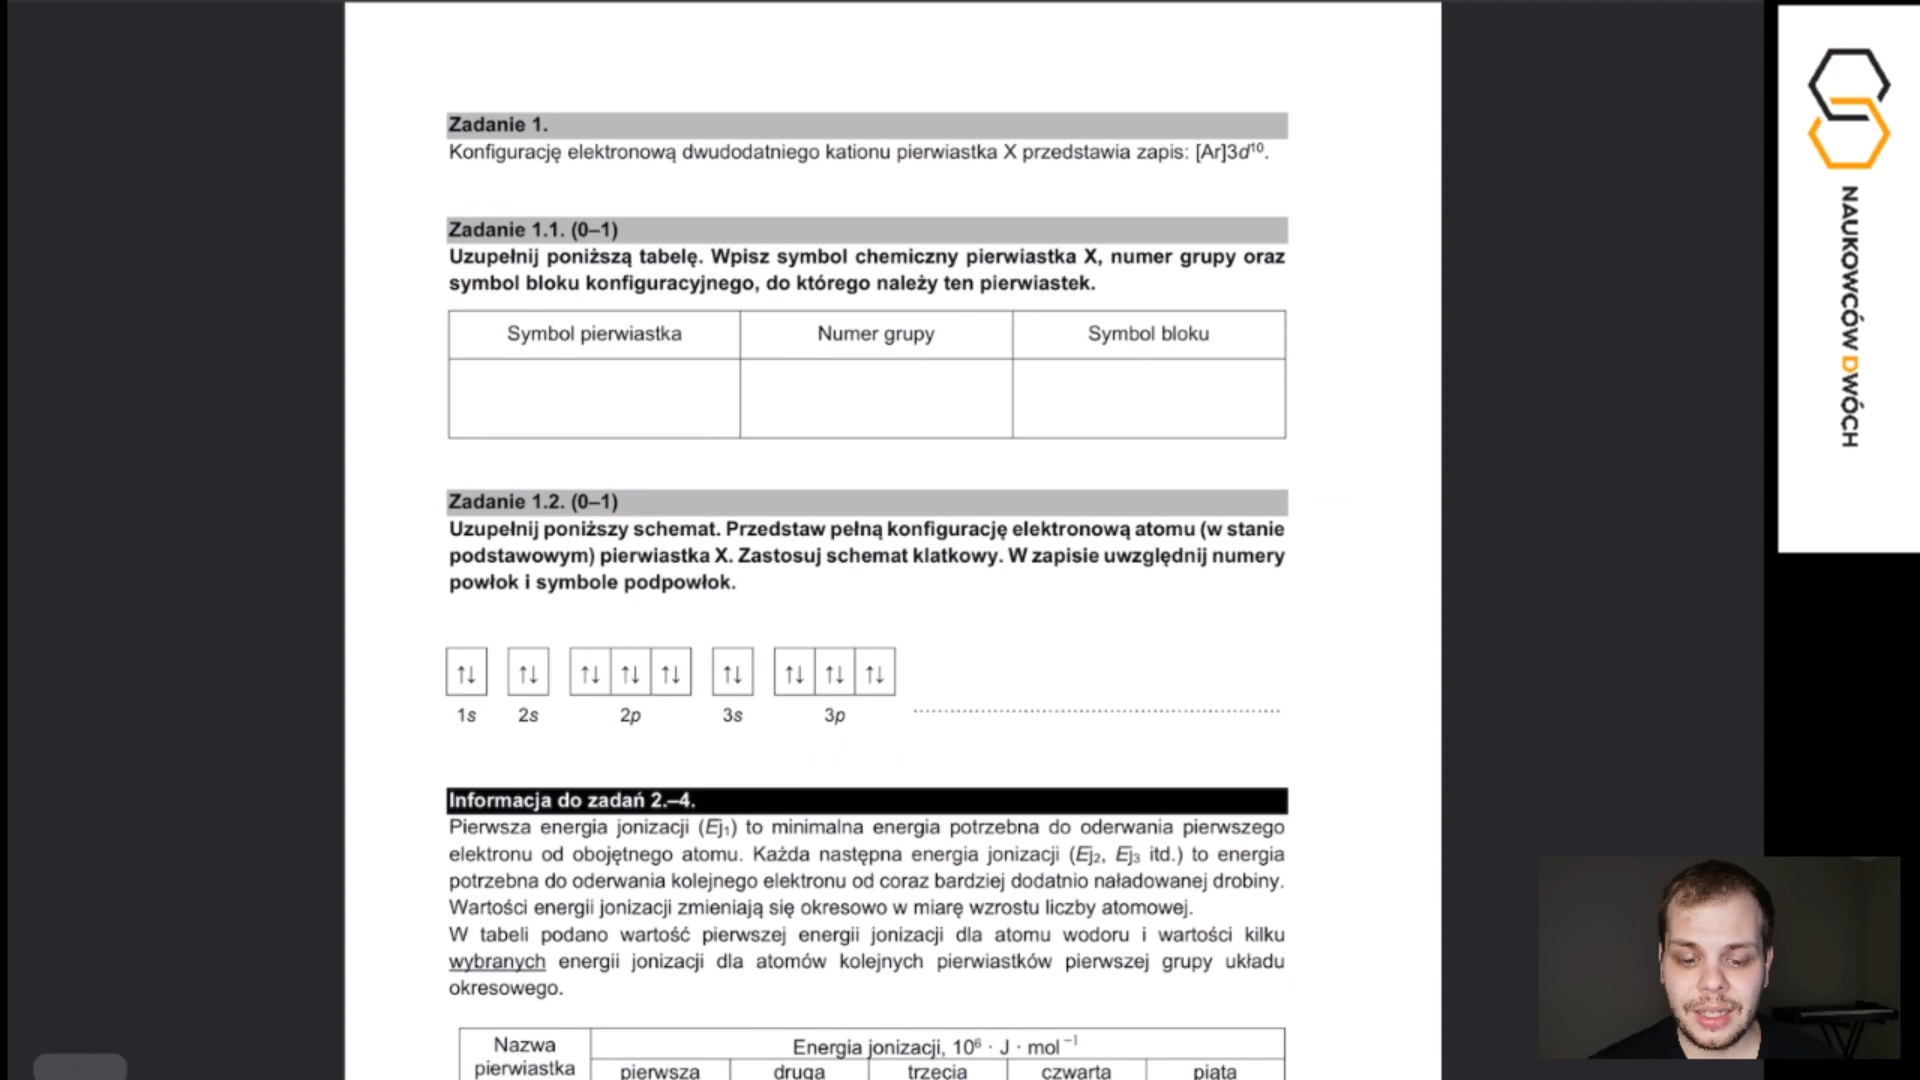 Zadanie 1.
Konfigurację elektronową dwudodatniego kationu pierwiastka X przedstawia zapis: [Ar]3d¹⁰.
Zadanie 1.1. (0–1)
Uzupełnij poniższą tabelę. Wpisz symbol chemiczny pierwiastka X, numer grupy oraz
symbol bloku konfiguracyjnego, do którego należy ten pierwiastek.
Symbol pierwiastka Numer grupy Symbol bloku
Zadanie 1.2. (0–1)
Uzupełnij poniższy schemat. Przedstaw pełną konfigurację elektronową atomu (w stanie
podstawowym) pierwiastka X. Zastosuj schemat klatkowy. W zapisie uwzględnij numery
powłok i symbole podpowłok.
↑↓ ↑↓ ↑↓ ↑↓ ↑↓ ↑↓ ↑↓ ↑↓ ↑↓
1s 2s 2p 3s 3p
Informacja do zadań 2.–4.
Pierwsza energia jonizacji (Ej₁) to minimalna energia potrzebna do oderwania pierwszego
elektronu od obojętnego atomu. Każda następna energia jonizacji (Ej₂, Ej₃ itd.) to energia
potrzebna do oderwania kolejnego elektronu od coraz bardziej dodatnio naładowanej drobiny.
Wartości energii jonizacji zmieniają się okresowo w miarę wzrostu liczby atomowej.
W tabeli podano wartość pierwszej energii jonizacji dla atomu wodoru i wartości kilku
wybranych energii jonizacji dla atomów kolejnych pierwiastków pierwszej grupy układu
okresowego.
Nazwa
pierwiastka
Energia jonizacji, 10⁶ · J · mol⁻¹
pierwsza druga trzecia czwarta piąta
NAUKOWCÓW DWÓCH